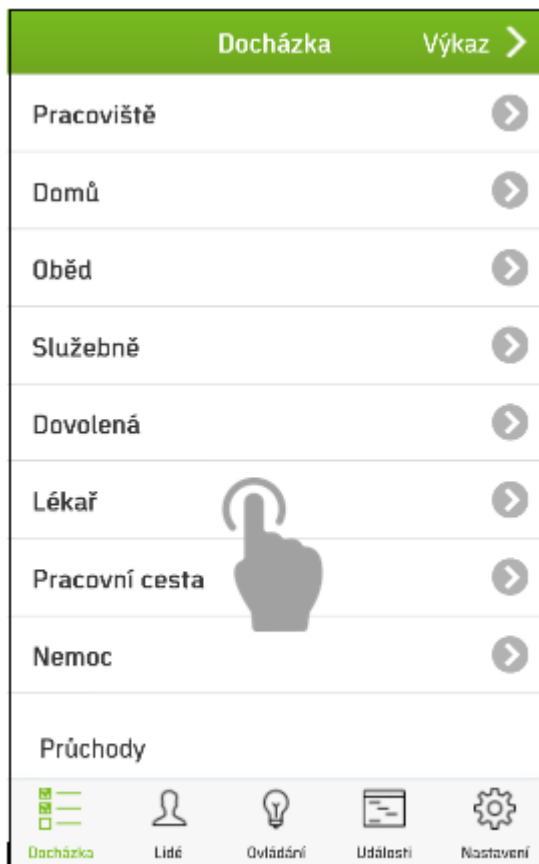 Docházka Výkaz
Pracoviště
Domů
Oběd
Služebně
Dovolená
Lékař
Pracovní cesta
Nemoc
Průchody
Docházka Lidé Ovládání Události Nastavení